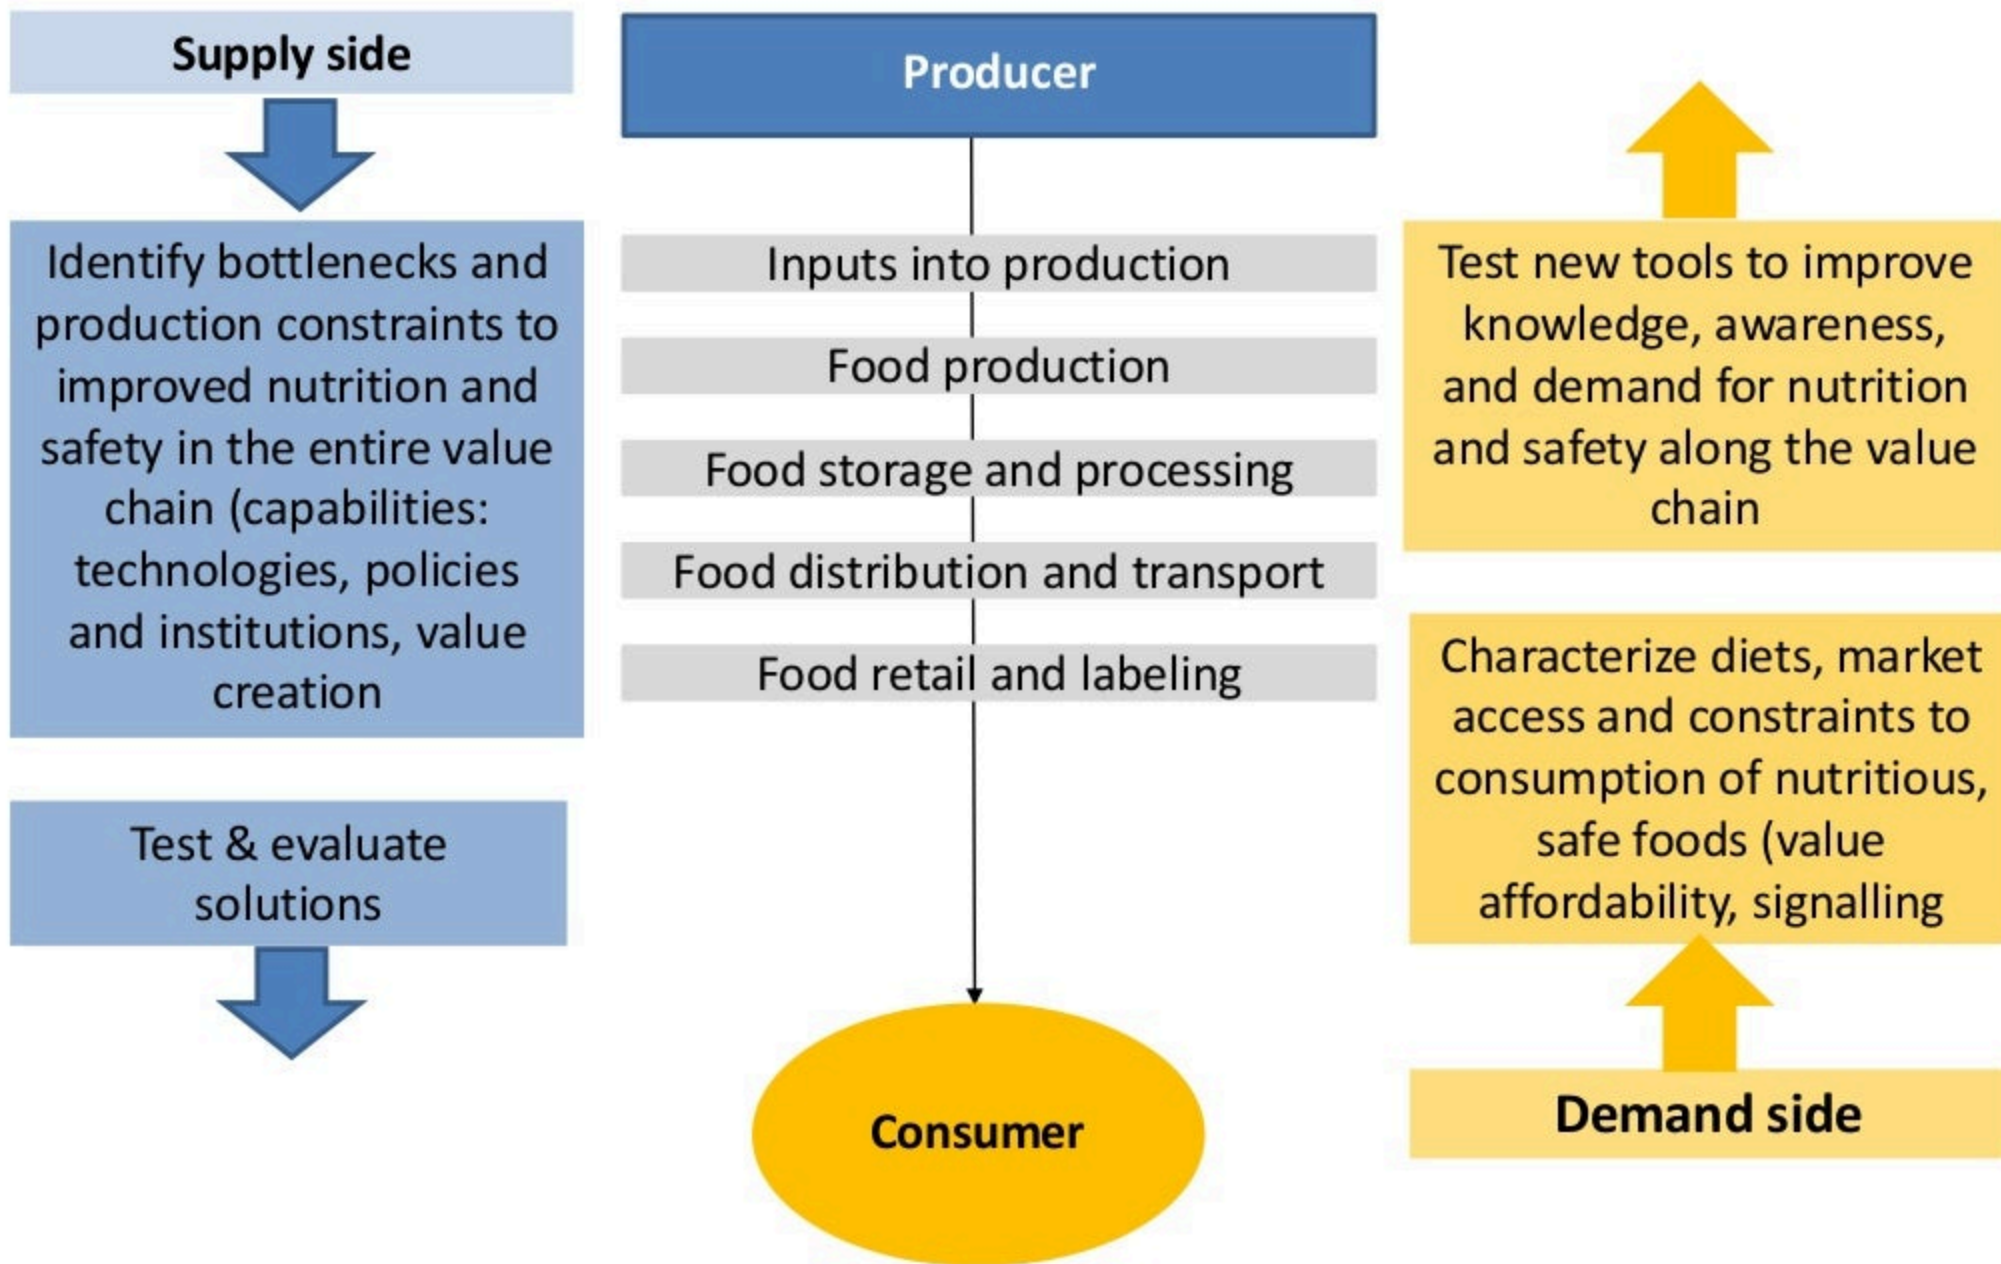 Supply side
Identify bottlenecks and
production constraints to
improved nutrition and
safety in the entire value
chain (capabilities:
technologies, policies
and institutions, value
creation
Test & evaluate
solutions
Producer
Inputs into production
Food production
Food storage and processing
Food distribution and transport
Food retail and labeling
Consumer
Test new tools to improve
knowledge, awareness,
and demand for nutrition
and safety along the value
chain
Characterize diets, market
access and constraints to
consumption of nutritious,
safe foods (value
affordability, signalling
Demand side